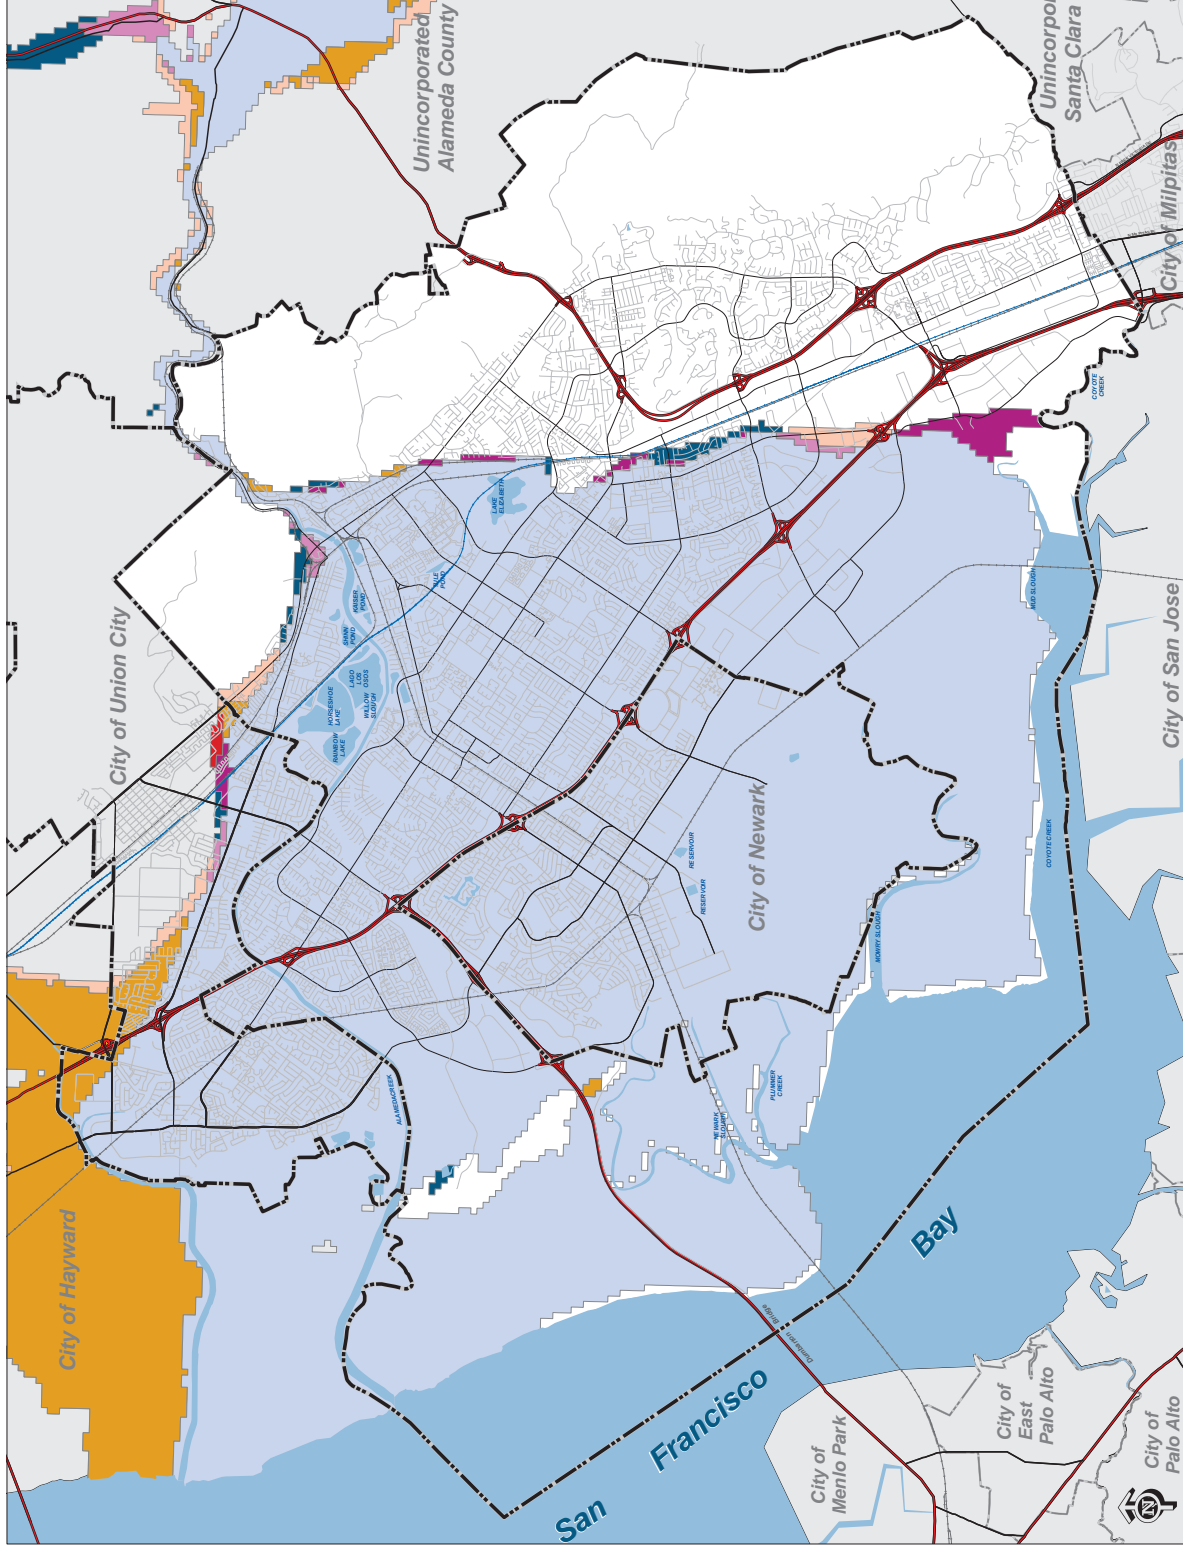 Unincorporated
Alameda County
Unincorpor
Santa Clara
City of Milpitas
COYOTE
CREEK
LAKE
ELIZABETH
City of Union City
KAISER
POND
SHINN
POND
LAGO
LOS
OSOS
HORSESHOE
LAKE
WILLOW
SLOUGH
RAINBOW
LAKE
MUD SLOUGH
City of San Jose
COYOTE CREEK
City of Newark
RESERVOIR
RESERVOIR
MOWRY SLOUGH
PLUMMER
CREEK
NEWARK
SLOUGH
ALAMEDA CREEK
City of Hayward
Dumbarton Bridge
San Francisco Bay
City of
Menlo Park
City of
East
Palo Alto
City of
Palo Alto
N